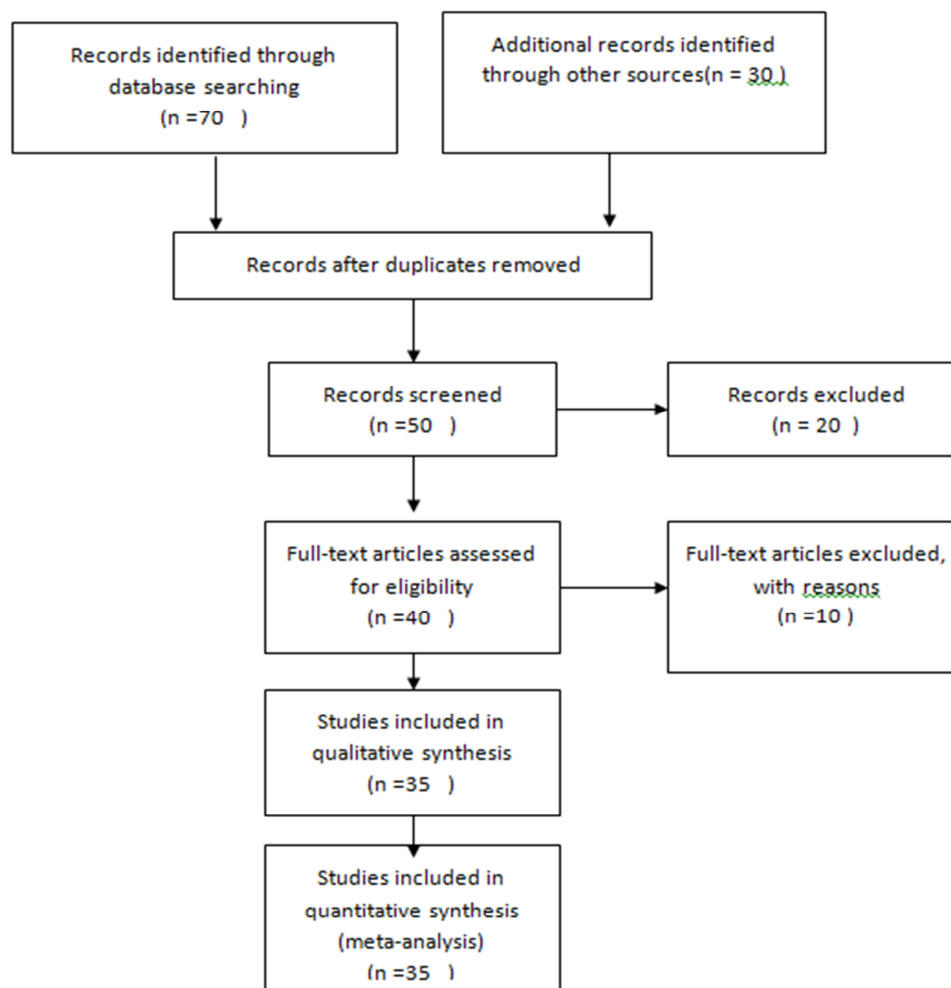 Records identified through
database searching
(n =70   )
Additional records identified
through other sources(n = 30 )
Records after duplicates removed
Records screened
(n =50   )
Records excluded
(n = 20  )
Full-text articles assessed
for eligibility
(n =40   )
Full-text articles excluded,
with reasons
(n =10 )
Studies included in
qualitative synthesis
(n =35   )
Studies included in
quantitative synthesis
(meta-analysis)
(n =35   )